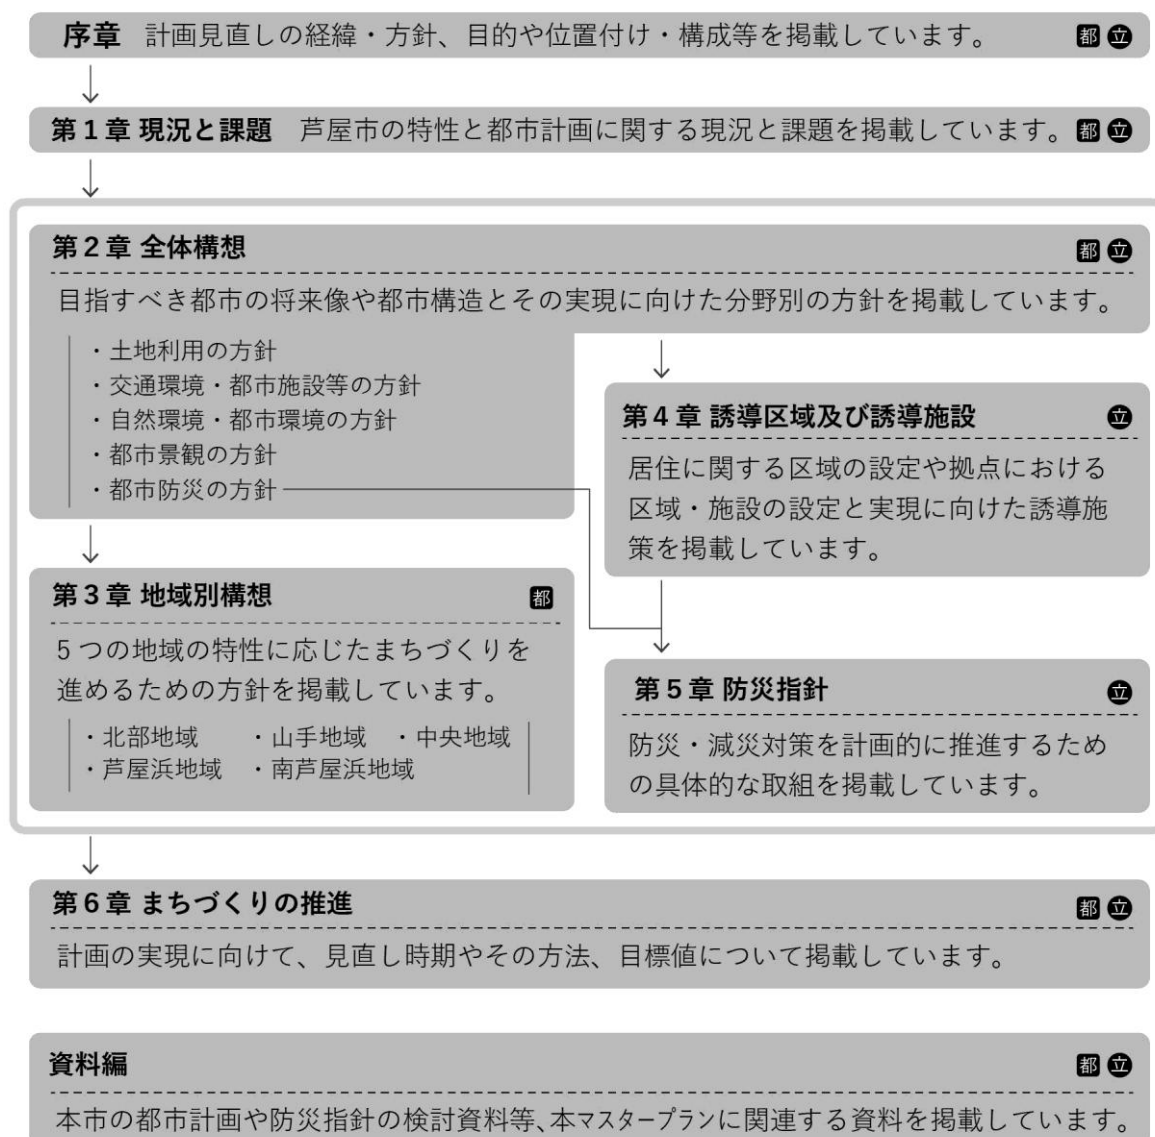 序章 計画見直しの経緯・方針、目的や位置付け・構成等を掲載しています。 都 立
第1章 現況と課題 芦屋市の特性と都市計画に関する現況と課題を掲載しています。 都 立
第2章 全体構想 都 立
目指すべき都市の将来像や都市構造とその実現に向けた分野別の方針を掲載しています。
・土地利用の方針
・交通環境・都市施設等の方針
・自然環境・都市環境の方針
・都市景観の方針
・都市防災の方針
第3章 地域別構想 都
5つの地域の特性に応じたまちづくりを
進めるための方針を掲載しています。
・北部地域 ・山手地域 ・中央地域
・芦屋浜地域 ・南芦屋浜地域
第4章 誘導区域及び誘導施設 立
居住に関する区域の設定や拠点における
区域・施設の設定と実現に向けた誘導施
策を掲載しています。
第5章 防災指針 立
防災・減災対策を計画的に推進するため
の具体的な取組を掲載しています。
第6章 まちづくりの推進 都 立
計画の実現に向けて、見直し時期やその方法、目標値について掲載しています。
資料編 都 立
本市の都市計画や防災指針の検討資料等、本マスタープランに関連する資料を掲載しています。